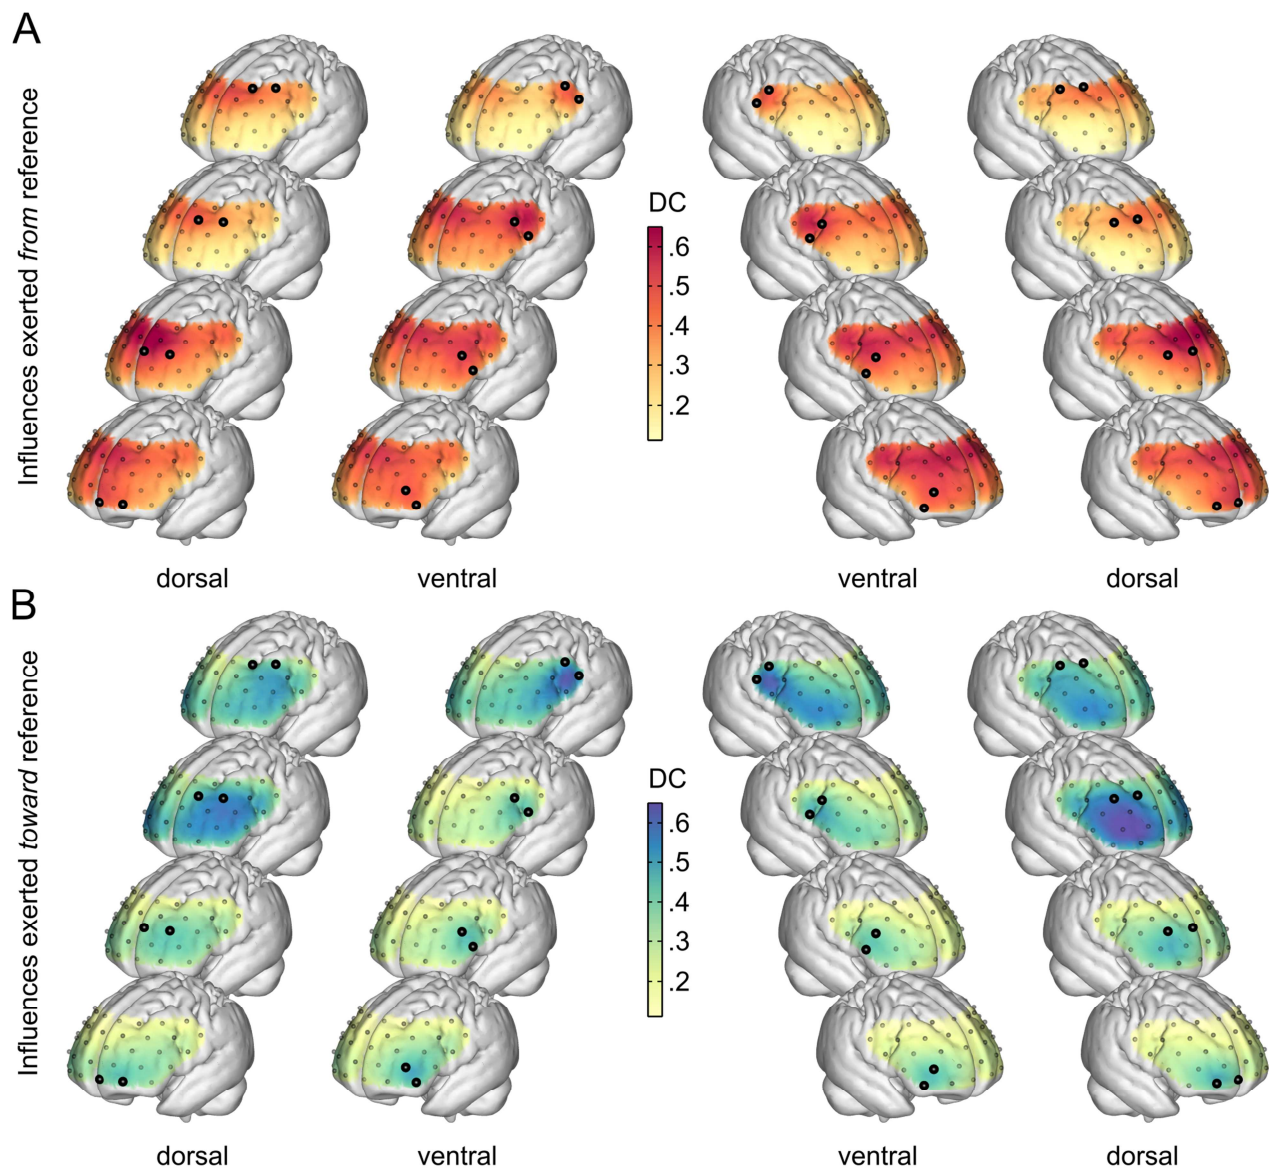 A
Influences exerted from reference
DC
.6
.5
.4
.3
.2
dorsal
ventral
ventral
dorsal
B
Influences exerted toward reference
DC
.6
.5
.4
.3
.2
dorsal
ventral
ventral
dorsal